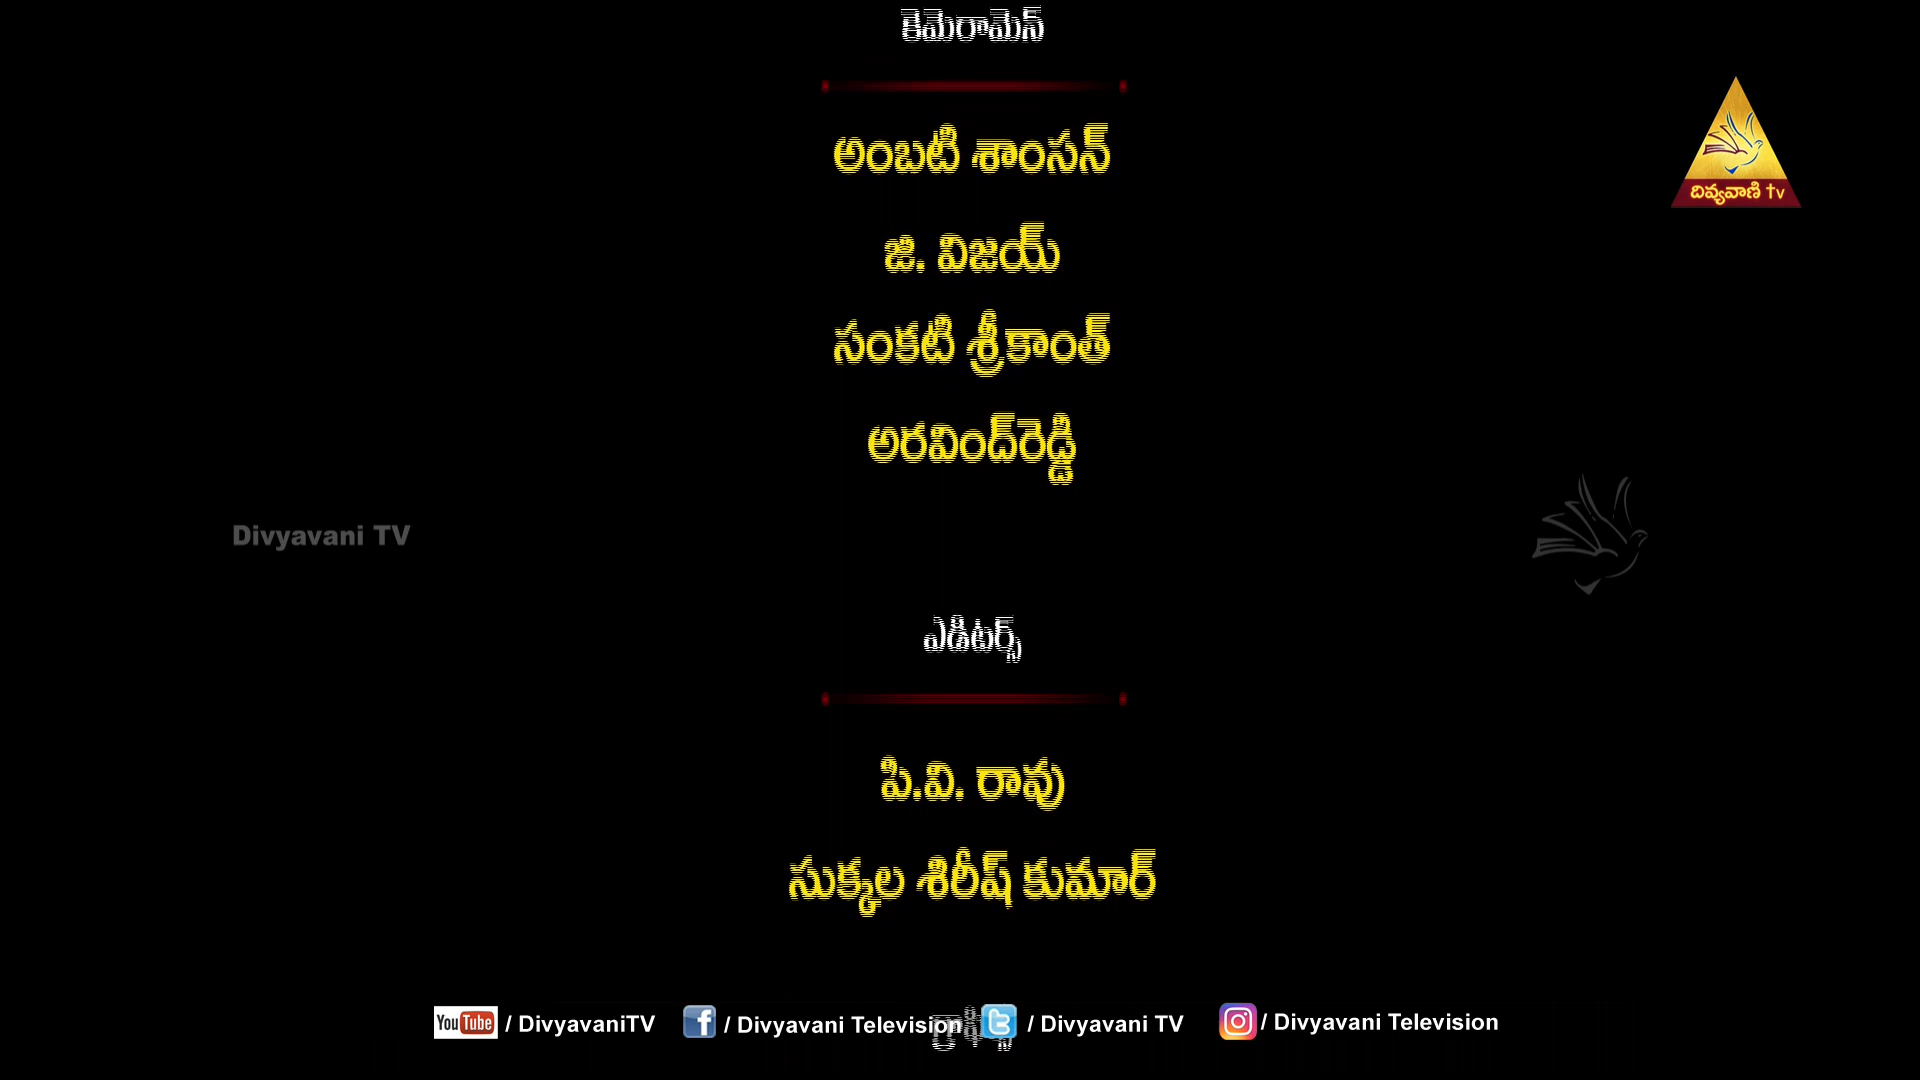 కెమెరామెన్
అంబటి శాంసన్
దివ్యవాణి tv
జి. విజయ్
సంకటి శ్రీకాంత్
అరవింద్‌రెడ్డి
Divyavani TV
ఎడిటర్స్
పి.వి. రావు
సుక్కల శిరీష్ కుమార్
YouTube / DivyavaniTV / Divyavani Television / Divyavani TV / Divyavani Television